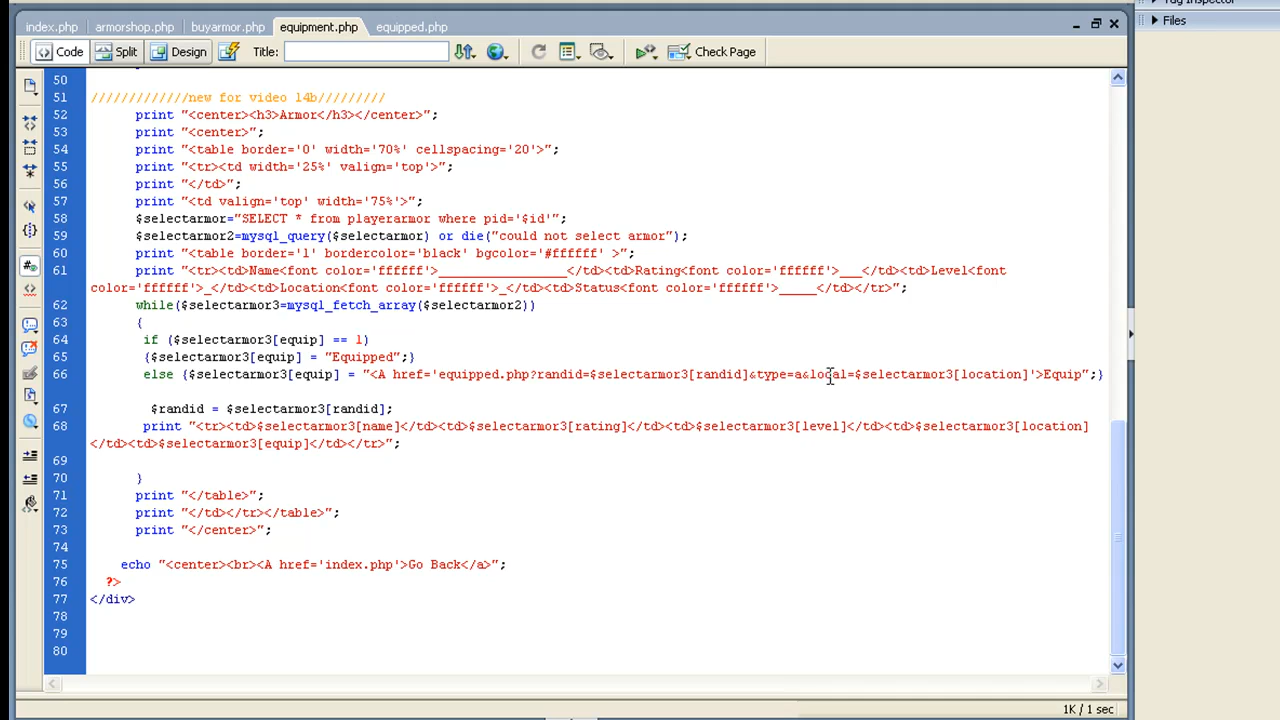 Tag Inspector
Files
index.php armorshop.php buyarmor.php equipment.php equipped.php
Code Split Design Title: Check Page
50
51 /////////////new for video 14b/////////
52 print "<center><h3>Armor</h3></center>";
53 print "<center>";
54 print "<table border='0' width='70%' cellspacing='20'>";
55 print "<tr><td width='25%' valign='top'>";
56 print "</td>";
57 print "<td valign='top' width='75%'>";
58 $selectarmor="SELECT * from playerarmor where pid='$id'";
59 $selectarmor2=mysql_query($selectarmor) or die("could not select armor");
60 print "<table border='1' bordercolor='black' bgcolor='#ffffff' >";
61 print "<tr><td>Name<font color='ffffff'>_________________</td><td>Rating<font color='ffffff'>___</td><td>Level<font
color='ffffff'>_<td>Location<font color='ffffff'>_<td>Status<font color='ffffff'>_____</td></tr>";
62 while($selectarmor3=mysql_fetch_array($selectarmor2))
63 {
64 if ($selectarmor3[equip] == 1)
65 {$selectarmor3[equip] = "Equipped";}
66 else {$selectarmor3[equip] = "<A href='equipped.php?randid=$selectarmor3[randid]&type=a&local=$selectarmor3[location]'>Equip";}
67 $randid = $selectarmor3[randid];
68 print "<tr><td>$selectarmor3[name]</td><td>$selectarmor3[rating]</td><td>$selectarmor3[level]</td><td>$selectarmor3[location]
</td><td>$selectarmor3[equip]</td></tr>";
69
70 }
71 print "</table>";
72 print "</td></tr></table>";
73 print "</center>";
74
75 echo "<center><br><A href='index.php'>Go Back</a>";
76 ?>
77 </div>
78
79
80
1K / 1 sec